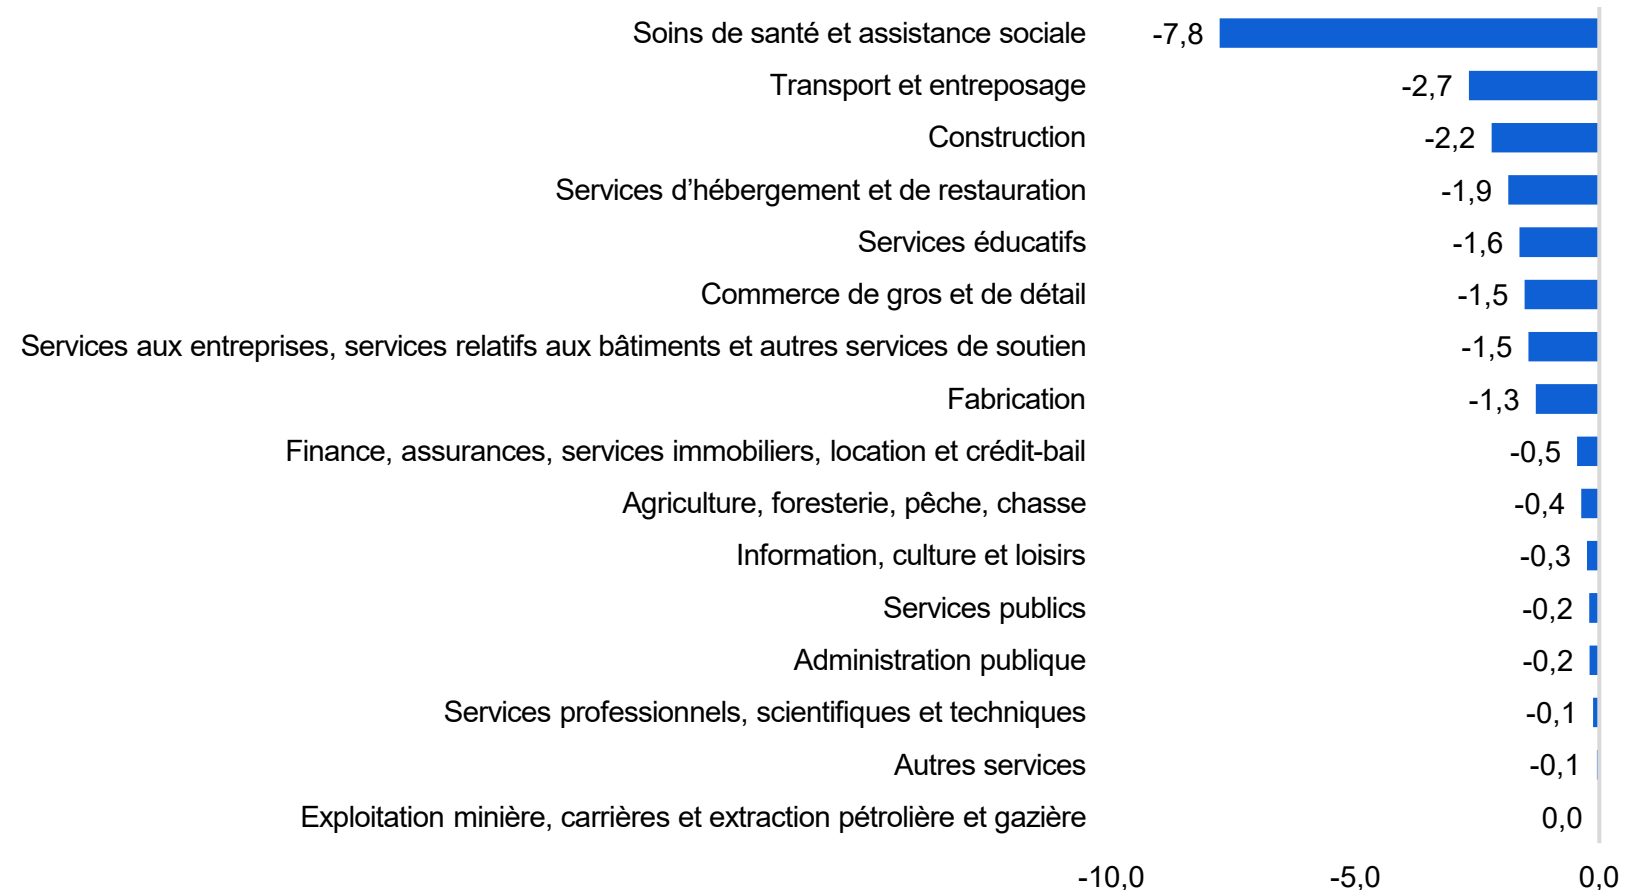 Soins de santé et assistance sociale -7,8
Transport et entreposage -2,7
Construction -2,2
Services d’hébergement et de restauration -1,9
Services éducatifs -1,6
Commerce de gros et de détail -1,5
Services aux entreprises, services relatifs aux bâtiments et autres services de soutien -1,5
Fabrication -1,3
Finance, assurances, services immobiliers, location et crédit-bail -0,5
Agriculture, foresterie, pêche, chasse -0,4
Information, culture et loisirs -0,3
Services publics -0,2
Administration publique -0,2
Services professionnels, scientifiques et techniques -0,1
Autres services -0,1
Exploitation minière, carrières et extraction pétrolière et gazière 0,0
-10,0 -5,0 0,0